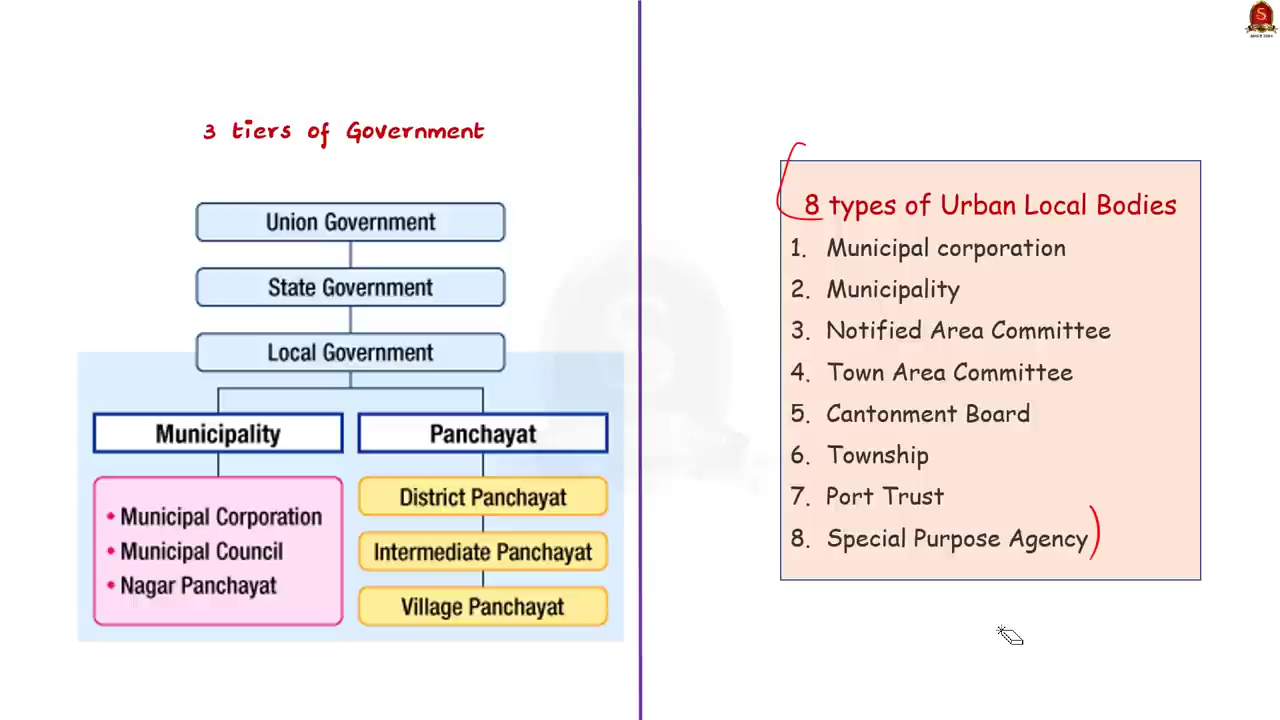 3 tiers of Government
Union Government
State Government
Local Government
Municipality
Panchayat
• Municipal Corporation
• Municipal Council
• Nagar Panchayat
District Panchayat
Intermediate Panchayat
Village Panchayat
8 types of Urban Local Bodies
1. Municipal corporation
2. Municipality
3. Notified Area Committee
4. Town Area Committee
5. Cantonment Board
6. Township
7. Port Trust
8. Special Purpose Agency
S